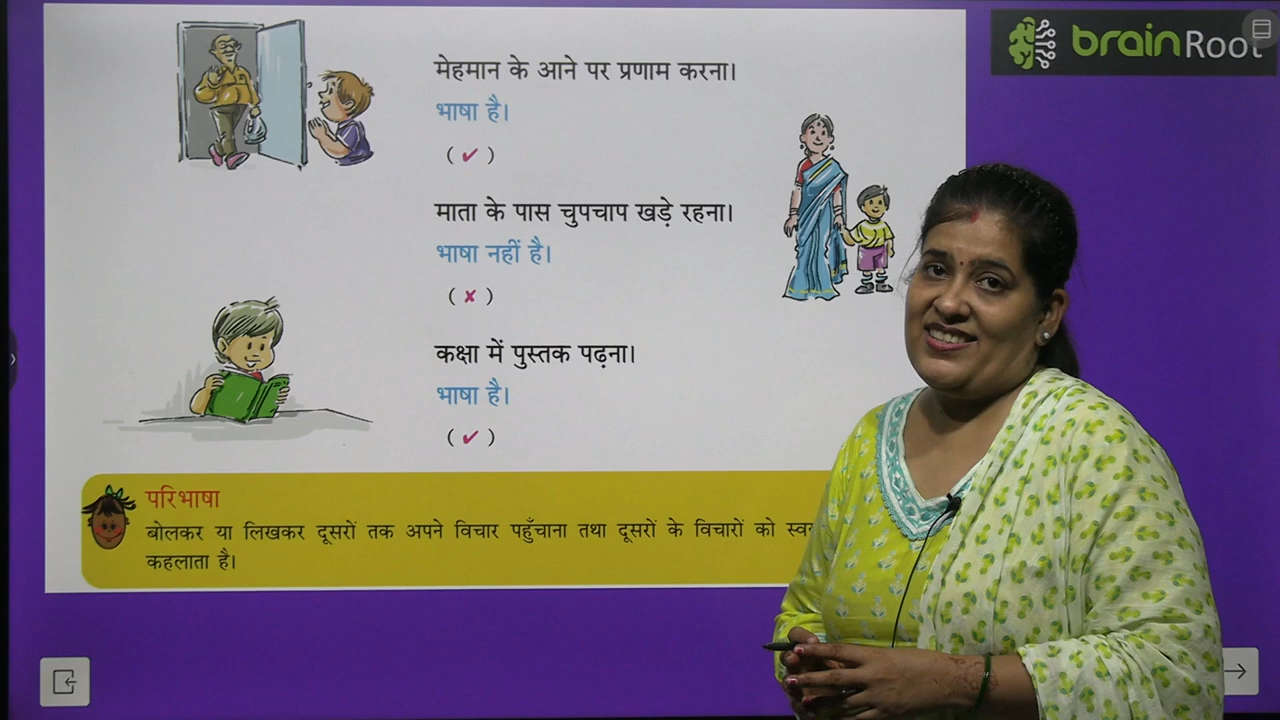 brainRoot
मेहमान के आने पर प्रणाम करना।
भाषा है।
( ✔ )
माता के पास चुपचाप खड़े रहना।
भाषा नहीं है।
( ✘ )
कक्षा में पुस्तक पढ़ना।
भाषा है।
( ✔ )
परिभाषा
बोलकर या लिखकर दूसरों तक अपने विचार पहुँचाना तथा दूसरों के विचारों को
कहलाता है।